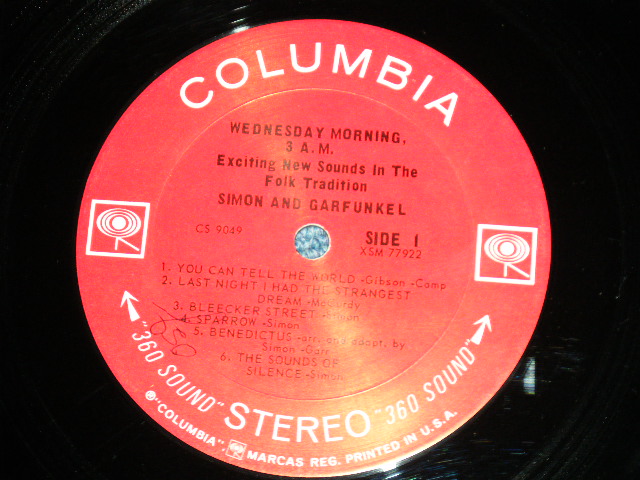 COLUMBIA
WEDNESDAY MORNING,
3 A.M.
Exciting New Sounds In The
Folk Tradition
SIMON AND GARFUNKEL
CS 9049
SIDE 1
XSM 77922
1. YOU CAN TELL THE WORLD -Gibson -Camp
2. LAST NIGHT I HAD THE STRANGEST
DREAM -McCurdy
3. BLEECKER STREET -Simon
4. SPARROW -Simon
5. BENEDICTUS -arr. and adapt. by
Simon -Garf.
6. THE SOUNDS OF
SILENCE -Simon
"360 SOUND" STEREO "360 SOUND"
® "COLUMBIA", MARCAS REG. PRINTED IN U.S.A.